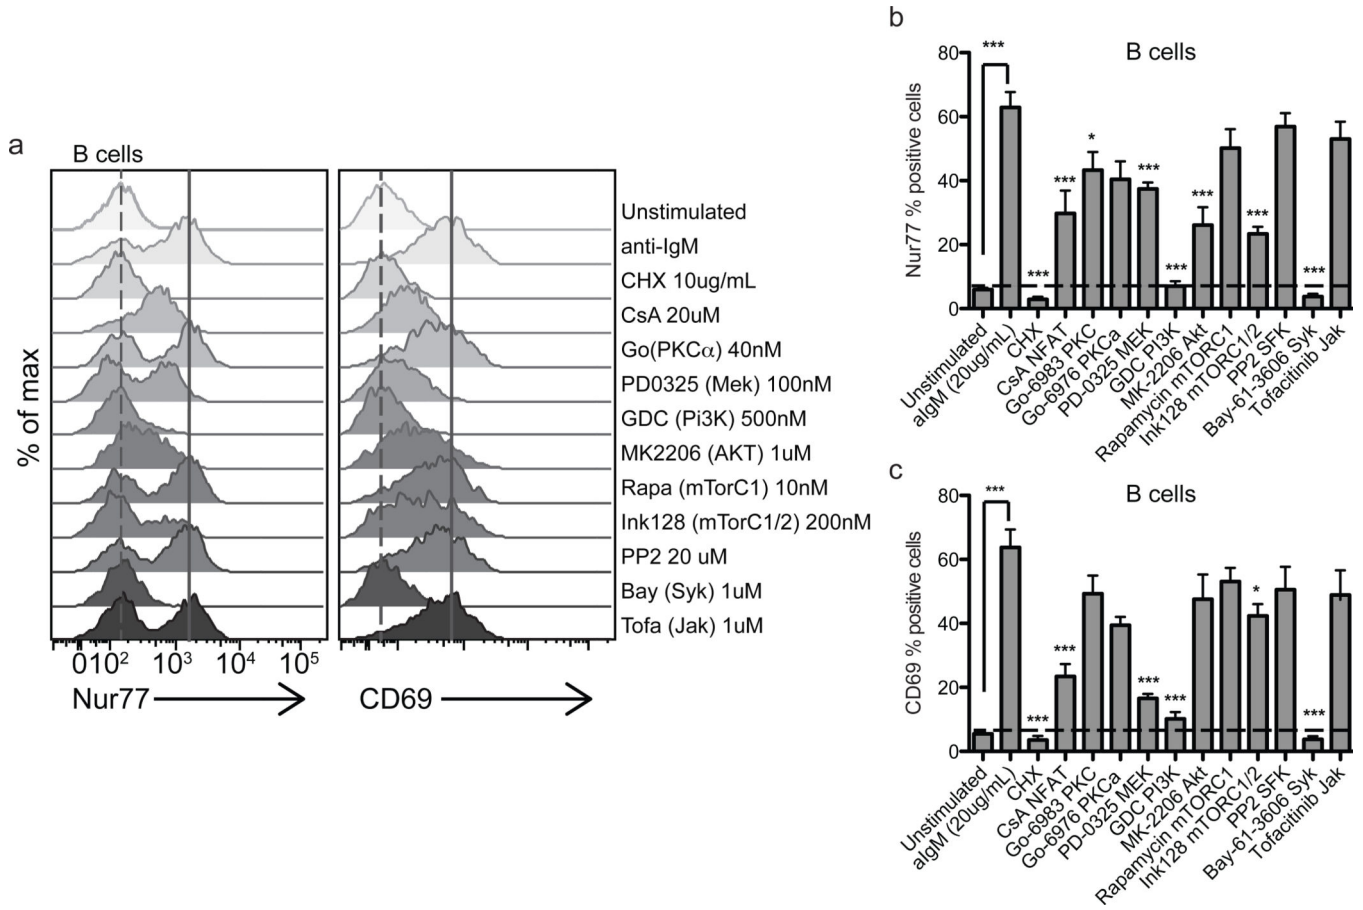 a
B cells
% of max
Unstimulated
anti-IgM
CHX 10ug/mL
CsA 20uM
Go(PKCα) 40nM
PD0325 (Mek) 100nM
GDC (Pi3K) 500nM
MK2206 (AKT) 1uM
Rapa (mTorC1) 10nM
Ink128 (mTorC1/2) 200nM
PP2 20 uM
Bay (Syk) 1uM
Tofa (Jak) 1uM
0 10² 10³ 10⁴ 10⁵
Nur77
CD69
b
B cells
Nur77 % positive cells
80
60
40
20
0
***
***
***
*
***
***
***
***
***
Unstimulated
aIgM (20ug/mL)
CHX
CsA NFAT
Go-6983 PKC
Go-6976 PKCa
PD-0325 MEK
GDC PI3K
MK-2206 Akt
Rapamycin mTORC1
Ink128 mTORC1/2
PP2 SFK
Bay-61-3606 Syk
Tofacitinib Jak
c
B cells
CD69 % positive cells
80
60
40
20
0
***
***
***
***
***
*
***
Unstimulated
aIgM (20ug/mL)
CHX
CsA NFAT
Go-6983 PKC
Go-6976 PKCa
PD-0325 MEK
GDC PI3K
MK-2206 Akt
Rapamycin mTORC1
Ink128 mTORC1/2
PP2 SFK
Bay-61-3606 Syk
Tofacitinib Jak